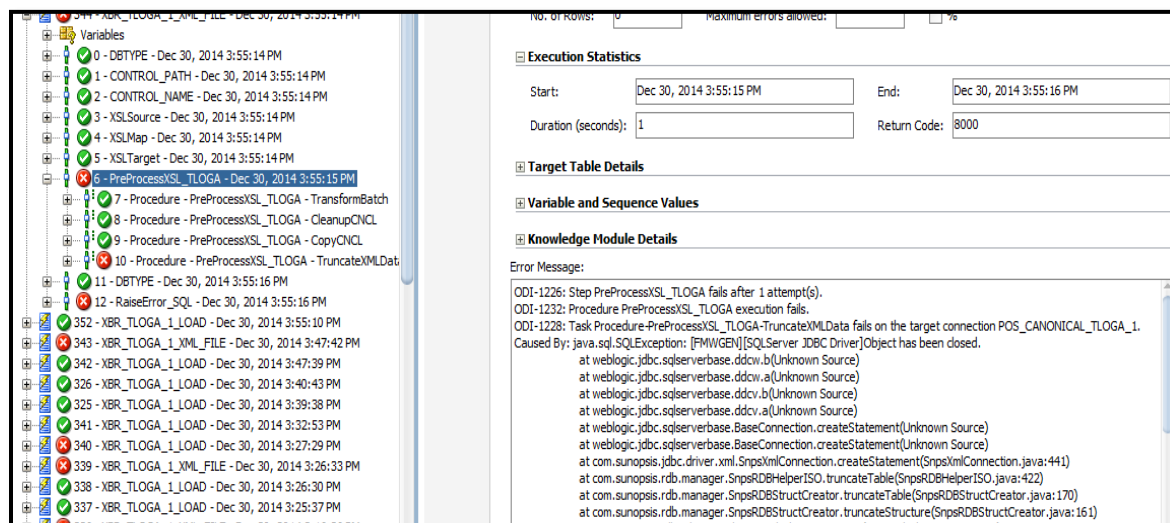 344 - XBR_TLOGA_1_XML_FILE - Dec 30, 2014 3:55:14 PM
Variables
0 - DBTYPE - Dec 30, 2014 3:55:14 PM
1 - CONTROL_PATH - Dec 30, 2014 3:55:14 PM
2 - CONTROL_NAME - Dec 30, 2014 3:55:14 PM
3 - XSLSource - Dec 30, 2014 3:55:14 PM
4 - XSLMap - Dec 30, 2014 3:55:14 PM
5 - XSLTarget - Dec 30, 2014 3:55:14 PM
6 - PreProcessXSL_TLOGA - Dec 30, 2014 3:55:15 PM
7 - Procedure - PreProcessXSL_TLOGA - TransformBatch
8 - Procedure - PreProcessXSL_TLOGA - CleanupCNCL
9 - Procedure - PreProcessXSL_TLOGA - CopyCNCL
10 - Procedure - PreProcessXSL_TLOGA - TruncateXMLDat
11 - DBTYPE - Dec 30, 2014 3:55:16 PM
12 - RaiseError_SQL - Dec 30, 2014 3:55:16 PM
352 - XBR_TLOGA_1_LOAD - Dec 30, 2014 3:55:10 PM
343 - XBR_TLOGA_1_XML_FILE - Dec 30, 2014 3:47:42 PM
342 - XBR_TLOGA_1_LOAD - Dec 30, 2014 3:47:39 PM
326 - XBR_TLOGA_1_LOAD - Dec 30, 2014 3:40:43 PM
325 - XBR_TLOGA_1_LOAD - Dec 30, 2014 3:39:38 PM
341 - XBR_TLOGA_1_LOAD - Dec 30, 2014 3:32:53 PM
340 - XBR_TLOGA_1_LOAD - Dec 30, 2014 3:27:29 PM
339 - XBR_TLOGA_1_XML_FILE - Dec 30, 2014 3:26:33 PM
338 - XBR_TLOGA_1_LOAD - Dec 30, 2014 3:26:30 PM
337 - XBR_TLOGA_1_LOAD - Dec 30, 2014 3:25:37 PM
No. of Rows: 0 Maximum errors allowed: %
Execution Statistics
Start: Dec 30, 2014 3:55:15 PM End: Dec 30, 2014 3:55:16 PM
Duration (seconds): 1 Return Code: 8000
Target Table Details
Variable and Sequence Values
Knowledge Module Details
Error Message:
ODI-1226: Step PreProcessXSL_TLOGA fails after 1 attempt(s).
ODI-1232: Procedure PreProcessXSL_TLOGA execution fails.
ODI-1228: Task Procedure-PreProcessXSL_TLOGA-TruncateXMLData fails on the target connection POS_CANONICAL_TLOGA_1.
Caused By: java.sql.SQLException: [FMWGEN][SQLServer JDBC Driver]Object has been closed.
at weblogic.jdbc.sqlserverbase.ddcw.b(Unknown Source)
at weblogic.jdbc.sqlserverbase.ddcw.a(Unknown Source)
at weblogic.jdbc.sqlserverbase.ddcv.b(Unknown Source)
at weblogic.jdbc.sqlserverbase.ddcv.a(Unknown Source)
at weblogic.jdbc.sqlserverbase.BaseConnection.createStatement(Unknown Source)
at weblogic.jdbc.sqlserverbase.BaseConnection.createStatement(Unknown Source)
at com.sunopsis.jdbc.driver.xml.SnpsXmlConnection.createStatement(SnpsXmlConnection.java:441)
at com.sunopsis.rdb.manager.SnpsRDBHelperISO.truncateTable(SnpsRDBHelperISO.java:422)
at com.sunopsis.rdb.manager.SnpsRDBStructCreator.truncateTable(SnpsRDBStructCreator.java:170)
at com.sunopsis.rdb.manager.SnpsRDBStructCreator.truncateStructure(SnpsRDBStructCreator.java:161)